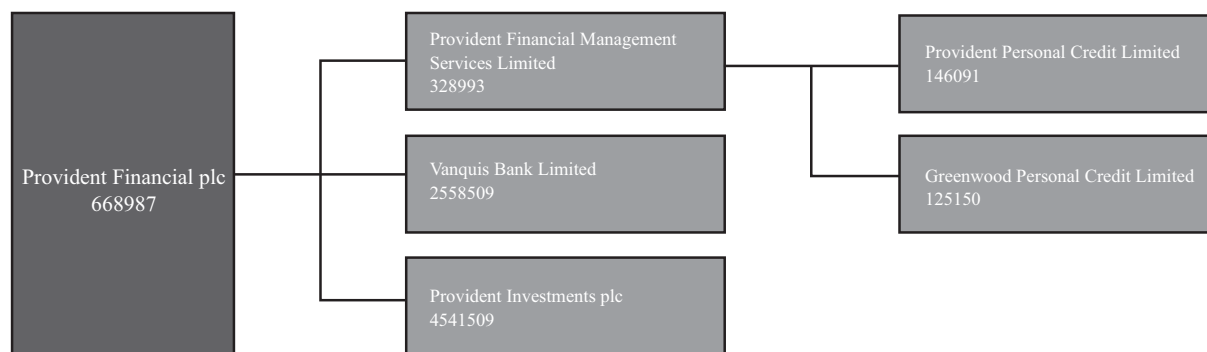 Provident Financial plc
668987
Provident Financial Management
Services Limited
328993
Vanquis Bank Limited
2558509
Provident Investments plc
4541509
Provident Personal Credit Limited
146091
Greenwood Personal Credit Limited
125150